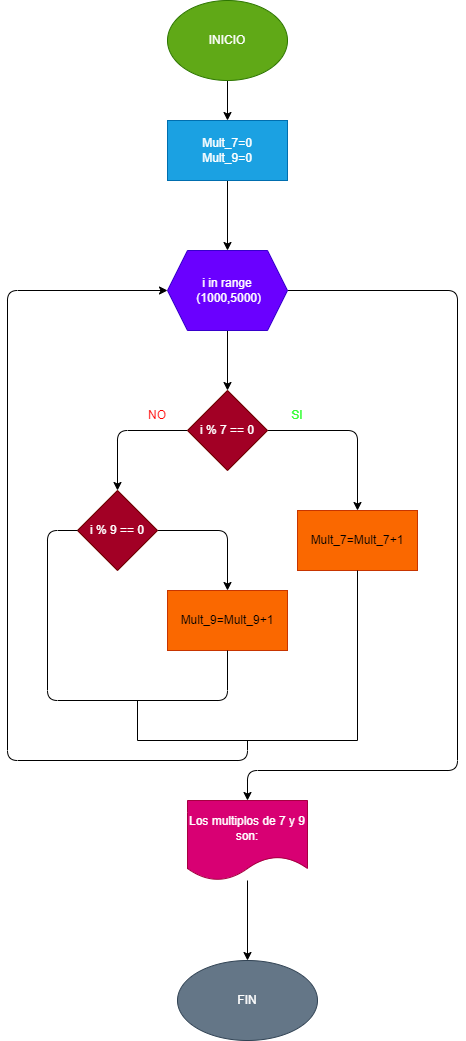 INICIO
Mult_7=0
Mult_9=0
i in range
(1000,5000)
NO
SI
i % 7 == 0
i % 9 == 0
Mult_7=Mult_7+1
Mult_9=Mult_9+1
Los multiplos de 7 y 9
son:
FIN